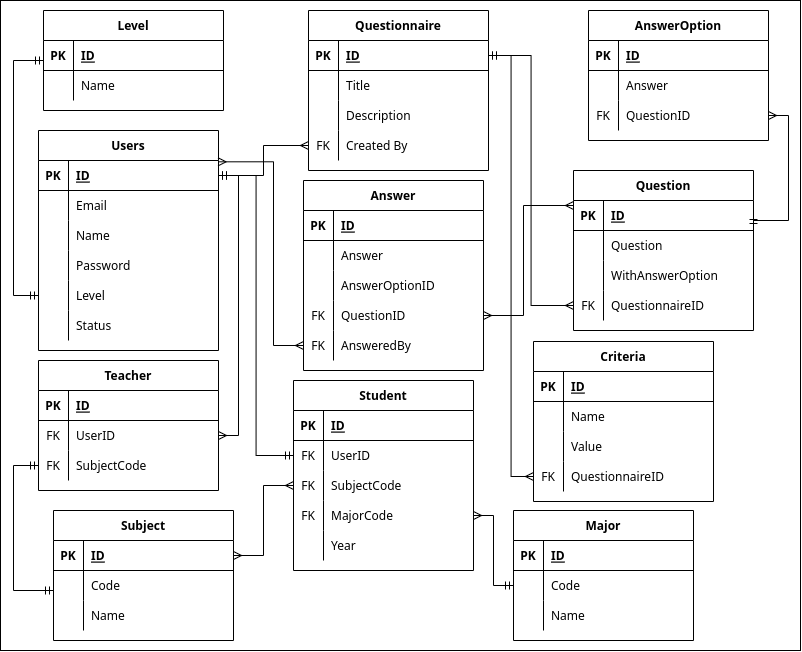 Level
PK ID
Name
Questionnaire
PK ID
Title
Description
FK Created By
AnswerOption
PK ID
Answer
FK QuestionID
Users
PK ID
Email
Name
Password
Level
Status
Answer
PK ID
Answer
AnswerOptionID
FK QuestionID
FK AnsweredBy
Question
PK ID
Question
WithAnswerOption
FK QuestionnaireID
Teacher
PK ID
FK UserID
FK SubjectCode
Student
PK ID
FK UserID
FK SubjectCode
FK MajorCode
Year
Criteria
PK ID
Name
Value
FK QuestionnaireID
Subject
PK ID
Code
Name
Major
PK ID
Code
Name